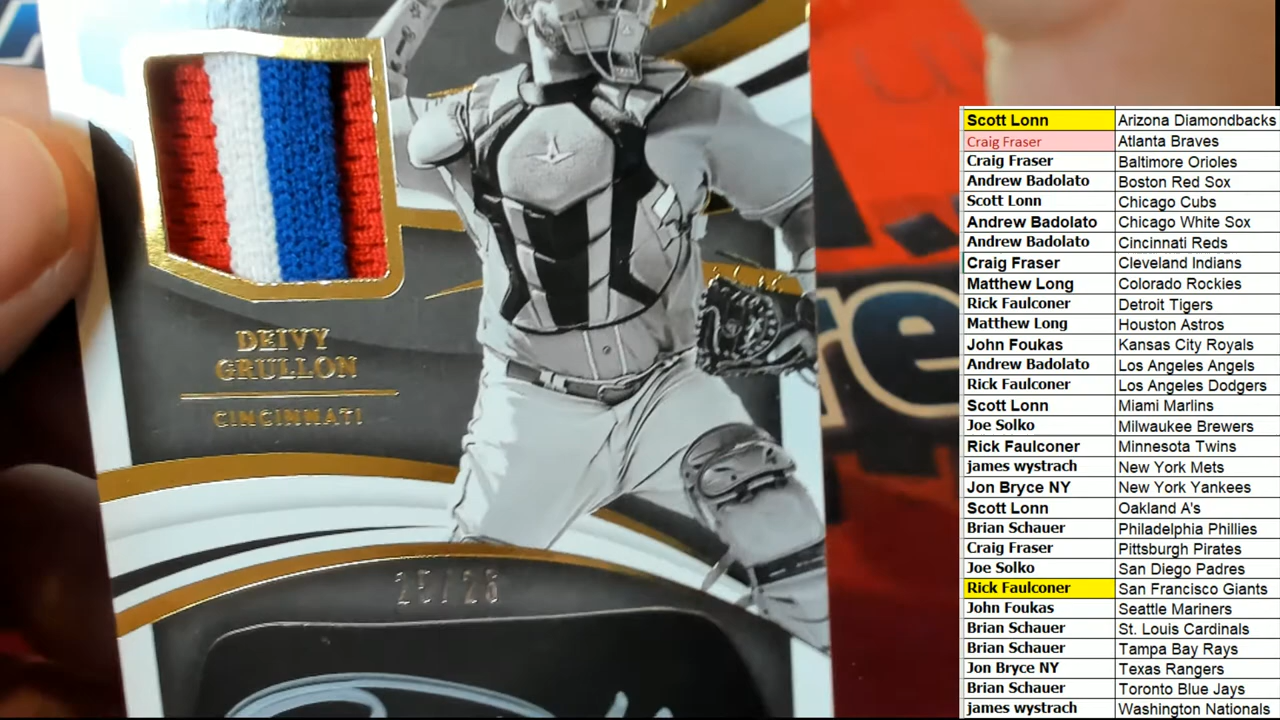 DEIVY
GRULLON
CINCINNATI
25/25
Scott Lonn Arizona Diamondbacks
Craig Fraser Atlanta Braves
Craig Fraser Baltimore Orioles
Andrew Badolato Boston Red Sox
Scott Lonn Chicago Cubs
Andrew Badolato Chicago White Sox
Andrew Badolato Cincinnati Reds
Craig Fraser Cleveland Indians
Matthew Long Colorado Rockies
Rick Faulconer Detroit Tigers
Matthew Long Houston Astros
John Foukas Kansas City Royals
Andrew Badolato Los Angeles Angels
Rick Faulconer Los Angeles Dodgers
Scott Lonn Miami Marlins
Joe Solko Milwaukee Brewers
Rick Faulconer Minnesota Twins
james wystrach New York Mets
Jon Bryce NY New York Yankees
Scott Lonn Oakland A's
Brian Schauer Philadelphia Phillies
Craig Fraser Pittsburgh Pirates
Joe Solko San Diego Padres
Rick Faulconer San Francisco Giants
John Foukas Seattle Mariners
Brian Schauer St. Louis Cardinals
Brian Schauer Tampa Bay Rays
Jon Bryce NY Texas Rangers
Brian Schauer Toronto Blue Jays
james wystrach Washington Nationals